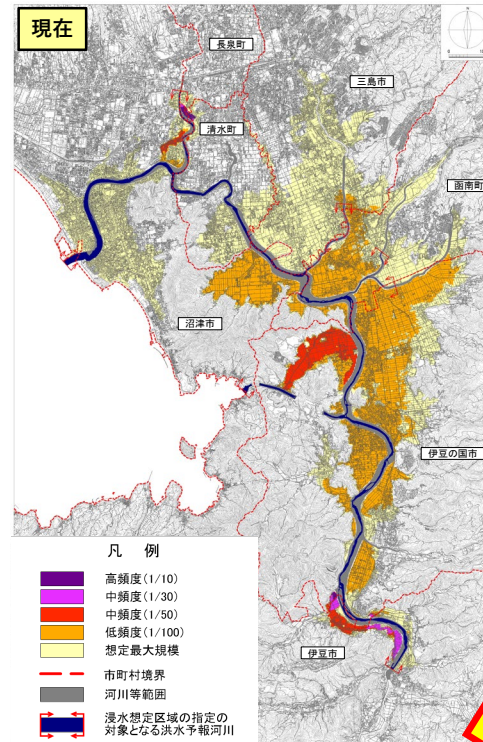 現在
長泉町
三島市
清水町
函南町
沼津市
伊豆の国市
伊豆市
凡 例
高頻度(1/10)
中頻度(1/30)
中頻度(1/50)
低頻度(1/100)
想定最大規模
市町村境界
河川等範囲
浸水想定区域の指定の
対象となる洪水予報河川